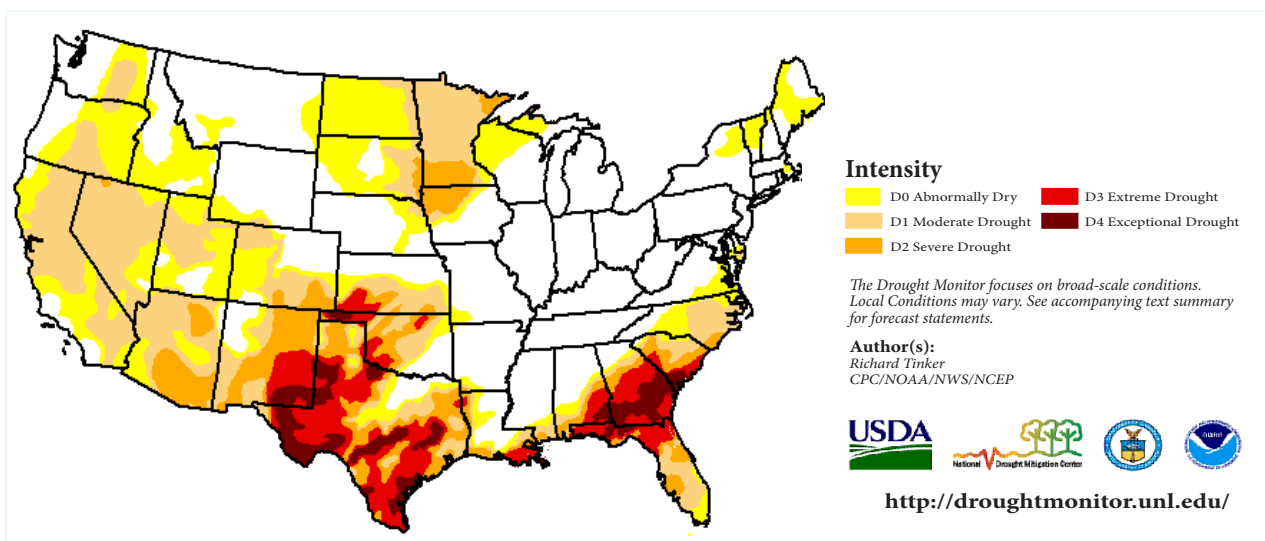 Intensity
D0 Abnormally Dry
D3 Extreme Drought
D1 Moderate Drought
D4 Exceptional Drought
D2 Severe Drought
The Drought Monitor focuses on broad-scale conditions.
Local Conditions may vary. See accompanying text summary
for forecast statements.
Author(s):
Richard Tinker
CPC/NOAA/NWS/NCEP
USDA
National Drought Mitigation Center
http://droughtmonitor.unl.edu/